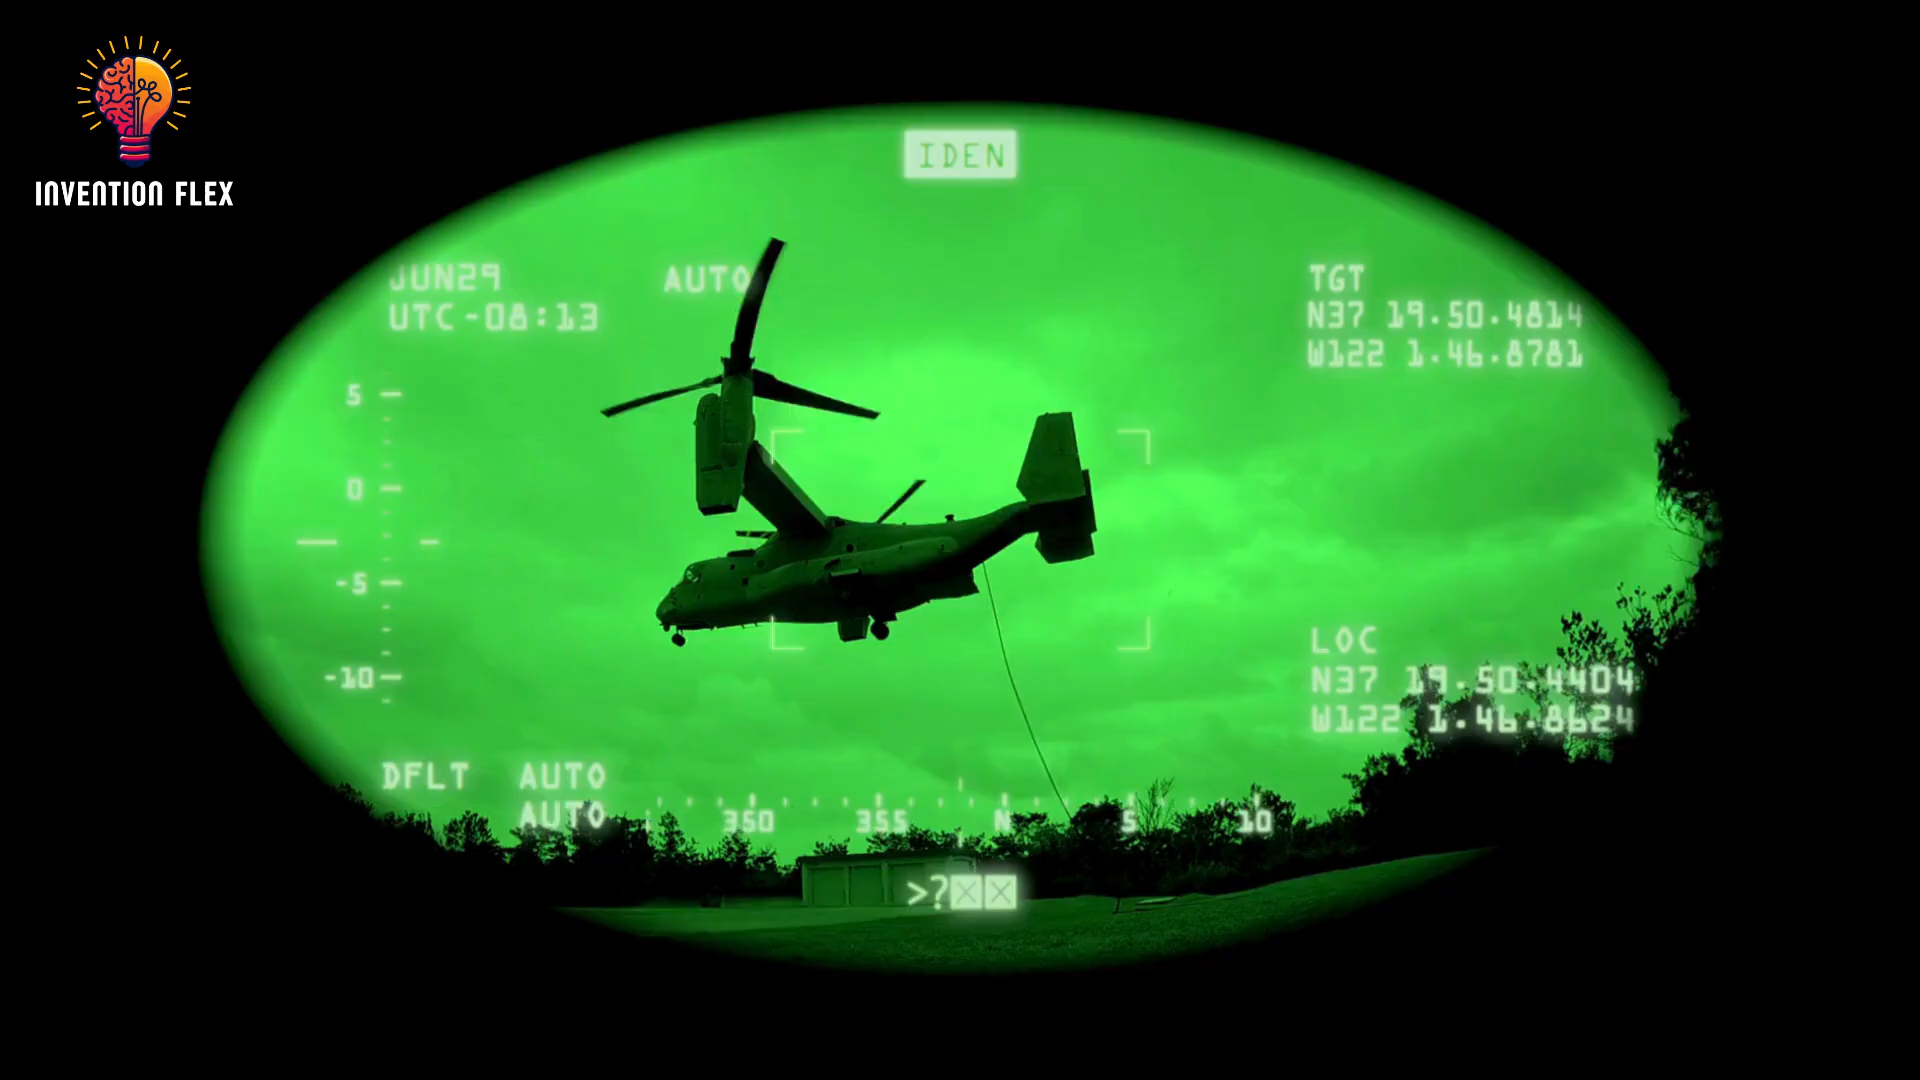 INVENTION FLEX
IDEN
JUN29
UTC-08:13
AUTO
TGT
N37 19.50.4814
W122 1.46.8781
5
0
-5
-10
LOC
N37 19.50.4404
W122 1.46.8624
DFLT AUTO
AUTO
350 355 N 5 10
>?